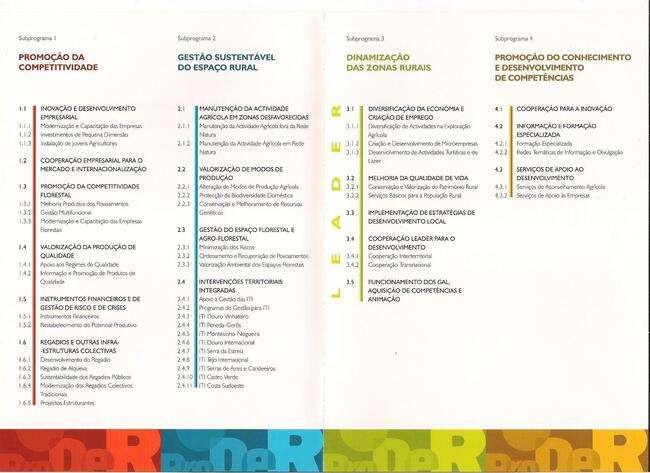 Subprograma 1
PROMOÇÃO DA
COMPETITIVIDADE
1.1 INOVAÇÃO E DESENVOLVIMENTO
EMPRESARIAL
1.1.1 Modernização e Capacitação das Empresas
1.1.2 Investimentos de Pequena Dimensão
1.1.3 Instalação de Jovens Agricultores
1.2 COOPERAÇÃO EMPRESARIAL PARA O
MERCADO E INTERNACIONALIZAÇÃO
1.3 PROMOÇÃO DA COMPETITIVIDADE
FLORESTAL
1.3.1 Melhoria Produtiva dos Povoamentos
1.3.2 Gestão Multifuncional
1.3.3 Modernização e Capacitação das Empresas
Florestais
1.4 VALORIZAÇÃO DA PRODUÇÃO DE
QUALIDADE
1.4.1 Apoio aos Regimes de Qualidade
1.4.2 Informação e Promoção de Produtos de
Qualidade
1.5 INSTRUMENTOS FINANCEIROS E DE
GESTÃO DE RISCO E DE CRISES
1.5.1 Instrumentos Financeiros
1.5.2 Restabelecimento do Potencial Produtivo
1.6 REGADIOS E OUTRAS INFRA-
-ESTRUTURAS COLECTIVAS
1.6.1 Desenvolvimento do Regadio
1.6.2 Regadio de Alqueva
1.6.3 Sustentabilidade dos Regadios Públicos
1.6.4 Modernização dos Regadios Colectivos
Tradicionais
1.6.5 Projectos Estruturantes
Subprograma 2
GESTÃO SUSTENTÁVEL
DO ESPAÇO RURAL
2.1 MANUTENÇÃO DA ACTIVIDADE
AGRÍCOLA EM ZONAS DESFAVORECIDAS
2.1.1 Manutenção da Actividade Agrícola fora da Rede
Natura
2.1.2 Manutenção da Actividade Agrícola em Rede
Natura
2.2 VALORIZAÇÃO DE MODOS DE
PRODUÇÃO
2.2.1 Alteração de Modos de Produção Agrícola
2.2.2 Protecção da Biodiversidade Doméstica
2.2.3 Conservação e Melhoramento de Recursos
Genéticos
2.3 GESTÃO DO ESPAÇO FLORESTAL E
AGRO-FLORESTAL
2.3.1 Minimização dos Riscos
2.3.2 Ordenamento e Recuperação de Povoamentos
2.3.3 Valorização Ambiental dos Espaços Florestais
2.4 INTERVENÇÕES TERRITORIAIS
INTEGRADAS
2.4.1 Apoio à Gestão das ITI
2.4.2 Programas de Gestão para ITI
2.4.3 ITI Douro Vinhateiro
2.4.4 ITI Peneda-Gerês
2.4.5 ITI Montesinho-Nogueira
2.4.6 ITI Douro Internacional
2.4.7 ITI Serra da Estrela
2.4.8 ITI Tejo Internacional
2.4.9 ITI Serras de Aires e Candeeiros
2.4.10 ITI Castro Verde
2.4.11 ITI Costa Sudoeste
Subprograma 3
DINAMIZAÇÃO
DAS ZONAS RURAIS
LEADER
3.1 DIVERSIFICAÇÃO DA ECONOMIA E
CRIAÇÃO DE EMPREGO
3.1.1 Diversificação de Actividades na Exploração
Agrícola
3.1.2 Criação e Desenvolvimento de Microempresas
3.1.3 Desenvolvimento de Actividades Turísticas e de
Lazer
3.2 MELHORIA DA QUALIDADE DE VIDA
3.2.1 Conservação e Valorização do Património Rural
3.2.2 Serviços Básicos para a População Rural
3.3 IMPLEMENTAÇÃO DE ESTRATÉGIAS DE
DESENVOLVIMENTO LOCAL
3.4 COOPERAÇÃO LEADER PARA O
DESENVOLVIMENTO
3.4.1 Cooperação Interterritorial
3.4.2 Cooperação Transnacional
3.5 FUNCIONAMENTO DOS GAL,
AQUISIÇÃO DE COMPETÊNCIAS E
ANIMAÇÃO
Subprograma 4
PROMOÇÃO DO CONHECIMENTO
E DESENVOLVIMENTO
DE COMPETÊNCIAS
4.1 COOPERAÇÃO PARA A INOVAÇÃO
4.2 INFORMAÇÃO E FORMAÇÃO
ESPECIALIZADA
4.2.1 Formação Especializada
4.2.2 Redes Temáticas de Informação e Divulgação
4.3 SERVIÇOS DE APOIO AO
DESENVOLVIMENTO
4.3.1 Serviços de Aconselhamento Agrícola
4.3.2 Serviços de Apoio às Empresas
ProDeR
ProDeR
ProDeR
ProDeR